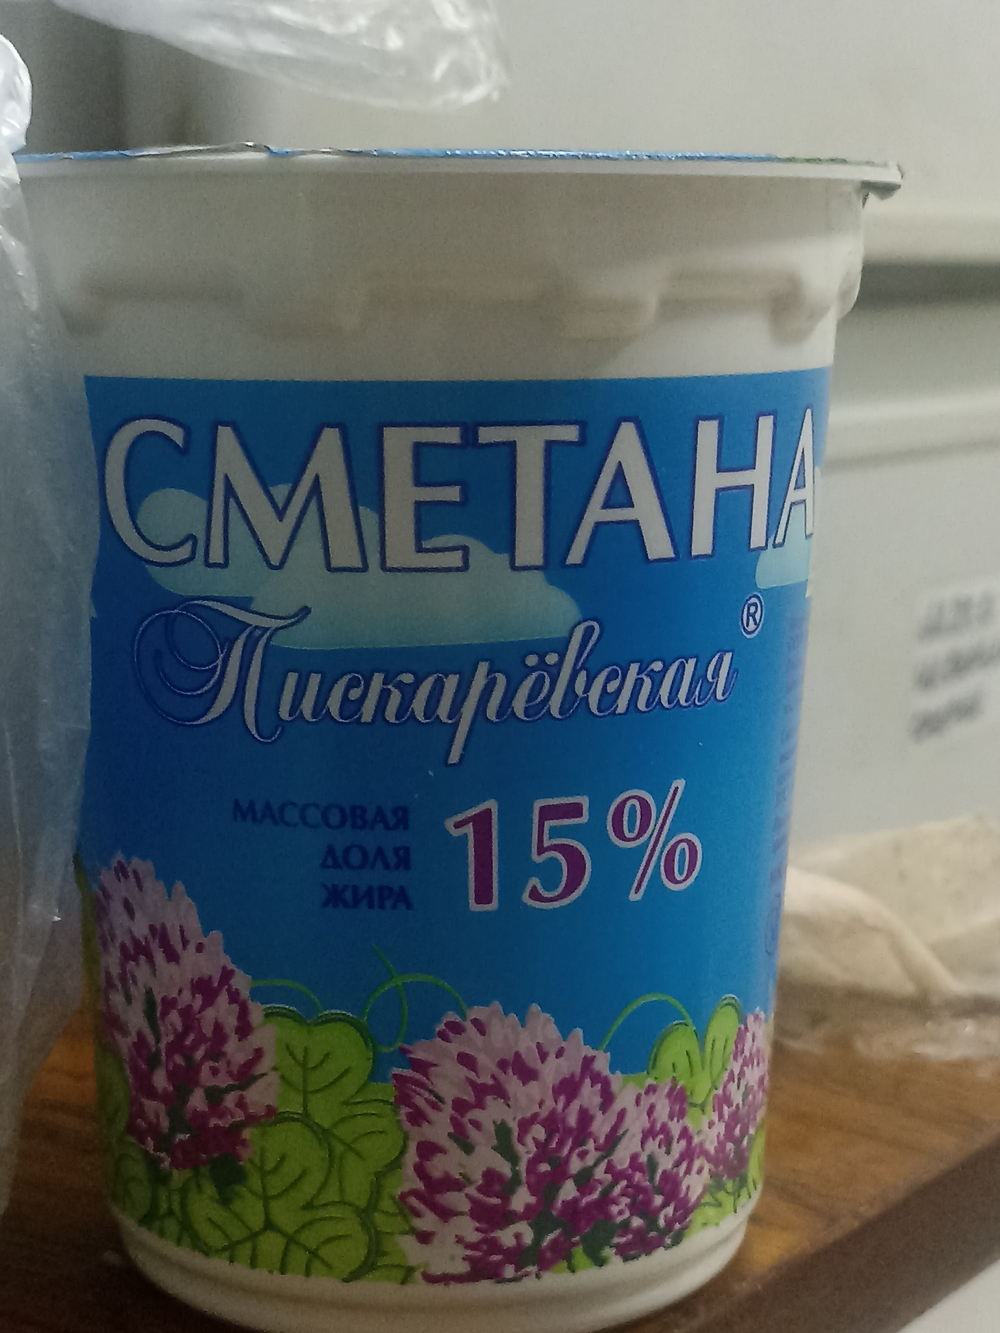 СМЕТАНА
Пискарёвская®
МАССОВАЯ
ДОЛЯ
ЖИРА
15%